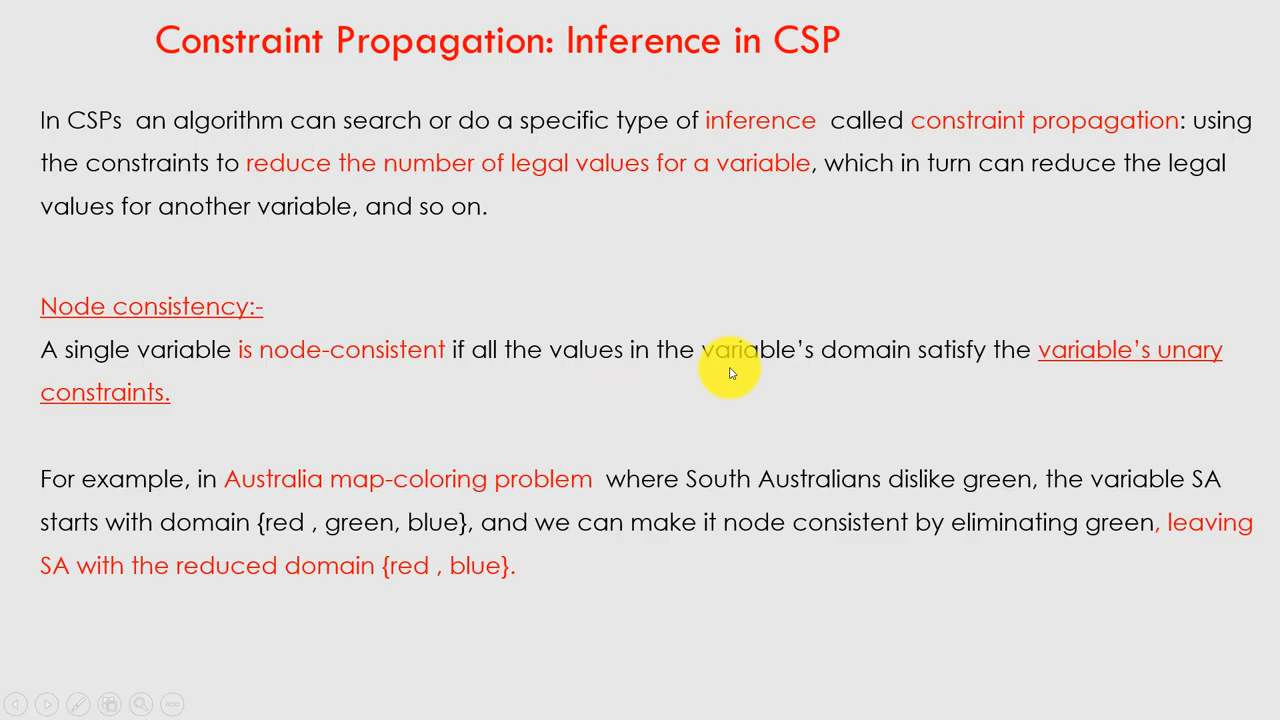 Constraint Propagation: Inference in CSP
In CSPs an algorithm can search or do a specific type of inference called constraint propagation: using
the constraints to reduce the number of legal values for a variable, which in turn can reduce the legal
values for another variable, and so on.
Node consistency:-
A single variable is node-consistent if all the values in the variable’s domain satisfy the variable’s unary
constraints.
For example, in Australia map-coloring problem where South Australians dislike green, the variable SA
starts with domain {red , green, blue}, and we can make it node consistent by eliminating green, leaving
SA with the reduced domain {red , blue}.